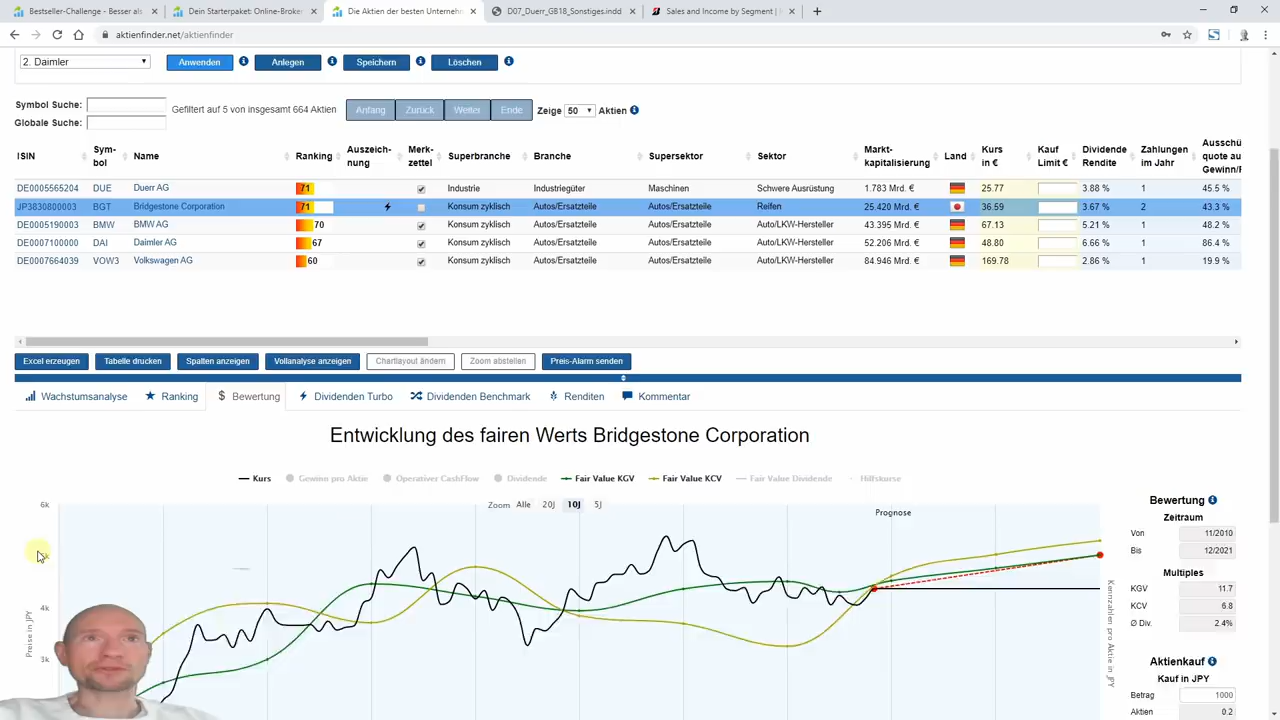 Bestseller-Challenge - Besser als
Dein Starterpaket: Online-Broker
Die Aktien der besten Unternehm
D07_Duerr_GB18_Sonstiges.indd
Sales and Income by Segment |
aktienfinder.net/aktienfinder
2. Daimler Anwenden Anlegen Speichern Löschen
Symbol Suche:
Globale Suche:
Gefiltert auf 5 von insgesamt 664 Aktien Anfang Zurück Weiter Ende Zeige 50 Aktien
ISIN Sym-bol Name Ranking Auszeich-nung Merk-zettel Superbranche Branche Supersektor Sektor Markt-kapitalisierung Land Kurs in € Kauf Limit € Dividende Rendite Zahlungen im Jahr Ausschü quote au Gewinn/F
DE0005565204 DUE Duerr AG 71 Industrie Industriegüter Maschinen Schwere Ausrüstung 1.783 Mrd. € 25.77 3.88 % 1 45.5 %
JP3830800003 BGT Bridgestone Corporation 71 Konsum zyklisch Autos/Ersatzteile Autos/Ersatzteile Reifen 25.420 Mrd. € 36.59 3.67 % 2 43.3 %
DE0005190003 BMW BMW AG 70 Konsum zyklisch Autos/Ersatzteile Autos/Ersatzteile Auto/LKW-Hersteller 43.395 Mrd. € 67.13 5.21 % 1 48.2 %
DE0007100000 DAI Daimler AG 67 Konsum zyklisch Autos/Ersatzteile Autos/Ersatzteile Auto/LKW-Hersteller 52.206 Mrd. € 48.80 6.66 % 1 86.4 %
DE0007664039 VOW3 Volkswagen AG 60 Konsum zyklisch Autos/Ersatzteile Autos/Ersatzteile Auto/LKW-Hersteller 84.946 Mrd. € 169.78 2.86 % 1 19.9 %
Excel erzeugen Tabelle drucken Spalten anzeigen Vollanalyse anzeigen Chartlayout ändern Zoom abstellen Preis-Alarm senden
Wachstumsanalyse Ranking $ Bewertung Dividenden Turbo Dividenden Benchmark Renditen Kommentar
Entwicklung des fairen Werts Bridgestone Corporation
Kurs Gewinn pro Aktie Operativer CashFlow Dividende Fair Value KGV Fair Value KCV Fair Value Dividende Hilfskurse
Zoom Alle 20J 10J 5J
Prognose
6k
4k
3k
Preise in JPY
Kennzahlen pro Aktie in JPY
Bewertung
Zeitraum
Von 11/2010
Bis 12/2021
Multiples
KGV 11.7
KCV 6.8
Ø Div. 2.4%
Aktienkauf
Kauf in JPY
Betrag 1000
Aktien 0.2